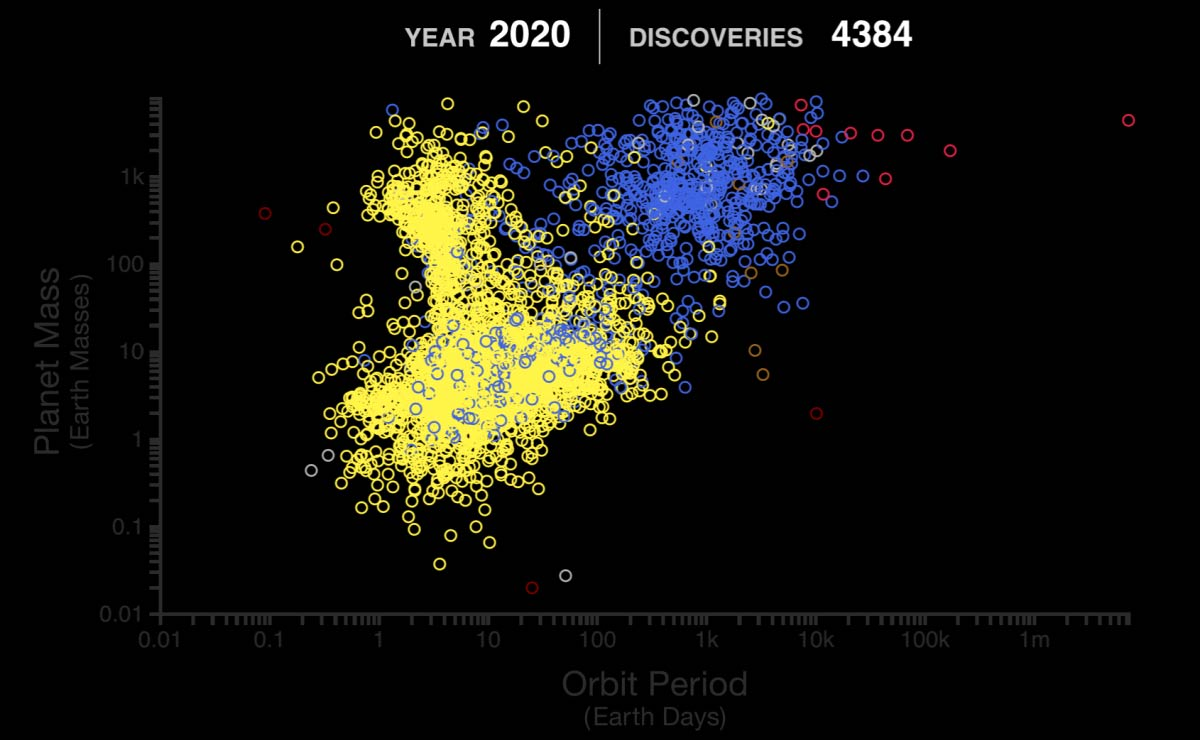 YEAR 2020 | DISCOVERIES 4384
1k
100
10
1
0.1
0.01
Planet Mass
(Earth Masses)
0.01 0.1 1 10 100 1k 10k 100k 1m
Orbit Period
(Earth Days)